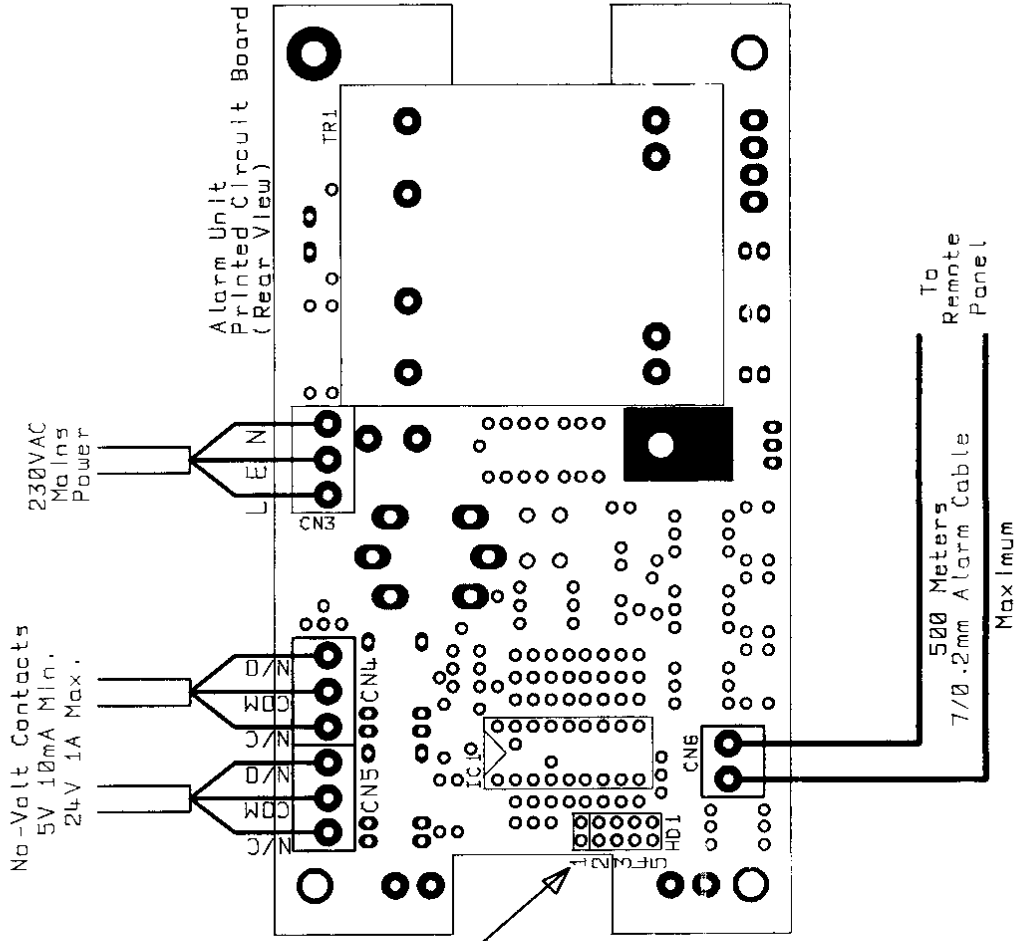 Alarm Unit
Printed Circuit Board
(Rear View)
TR1
230VAC
Mains
Power
L E N
CN3
No-Volt Contacts
5V 10mA Min.
24V 1A Max.
N/C COM N/O
N/C COM N/O
CN5 CN4
IC1
HD1
1
2
3
4
5
CN6
500 Meters
7/0.2mm Alarm Cable
Maximum
To
Remote
Panel